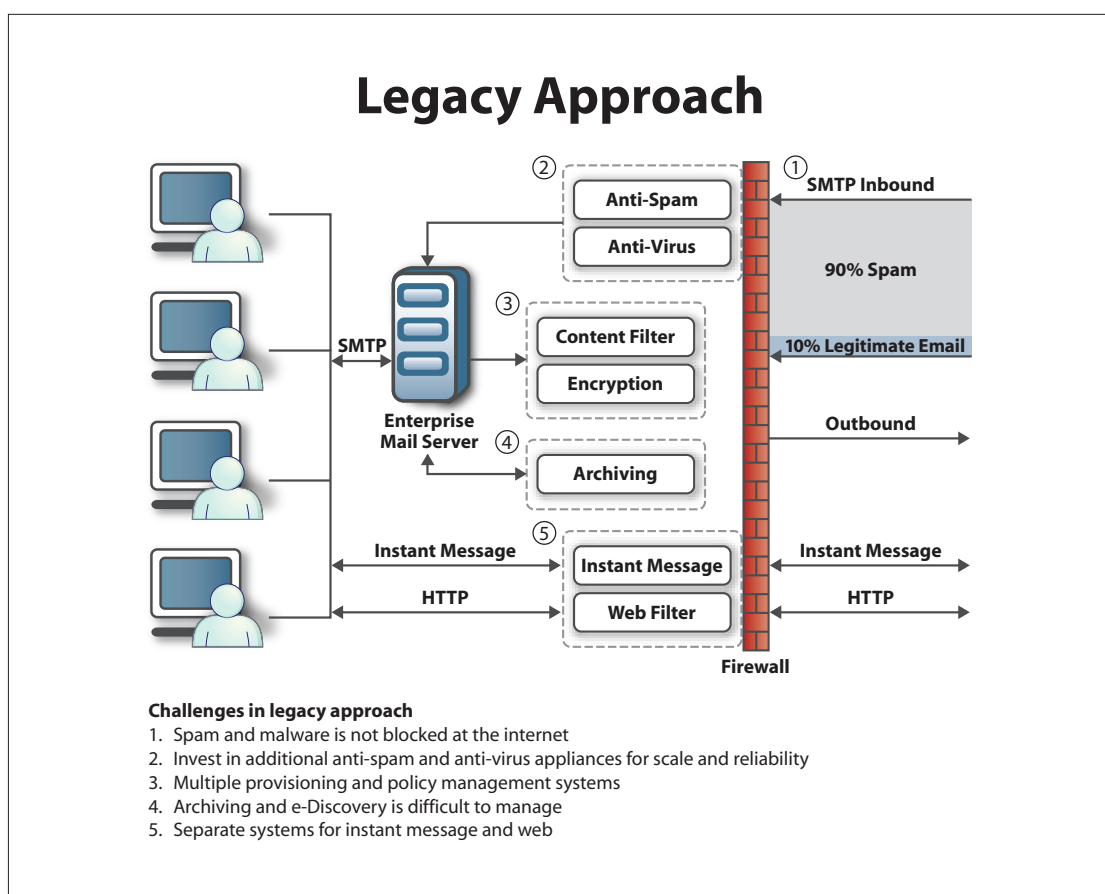 Legacy Approach
②
①
SMTP Inbound
Anti-Spam
Anti-Virus
90% Spam
③
Content Filter
10% Legitimate Email
SMTP
Encryption
Enterprise
Mail Server
④
Outbound
Archiving
⑤
Instant Message
Instant Message
Instant Message
HTTP
Web Filter
HTTP
Firewall
Challenges in legacy approach
1. Spam and malware is not blocked at the internet
2. Invest in additional anti-spam and anti-virus appliances for scale and reliability
3. Multiple provisioning and policy management systems
4. Archiving and e-Discovery is difficult to manage
5. Separate systems for instant message and web